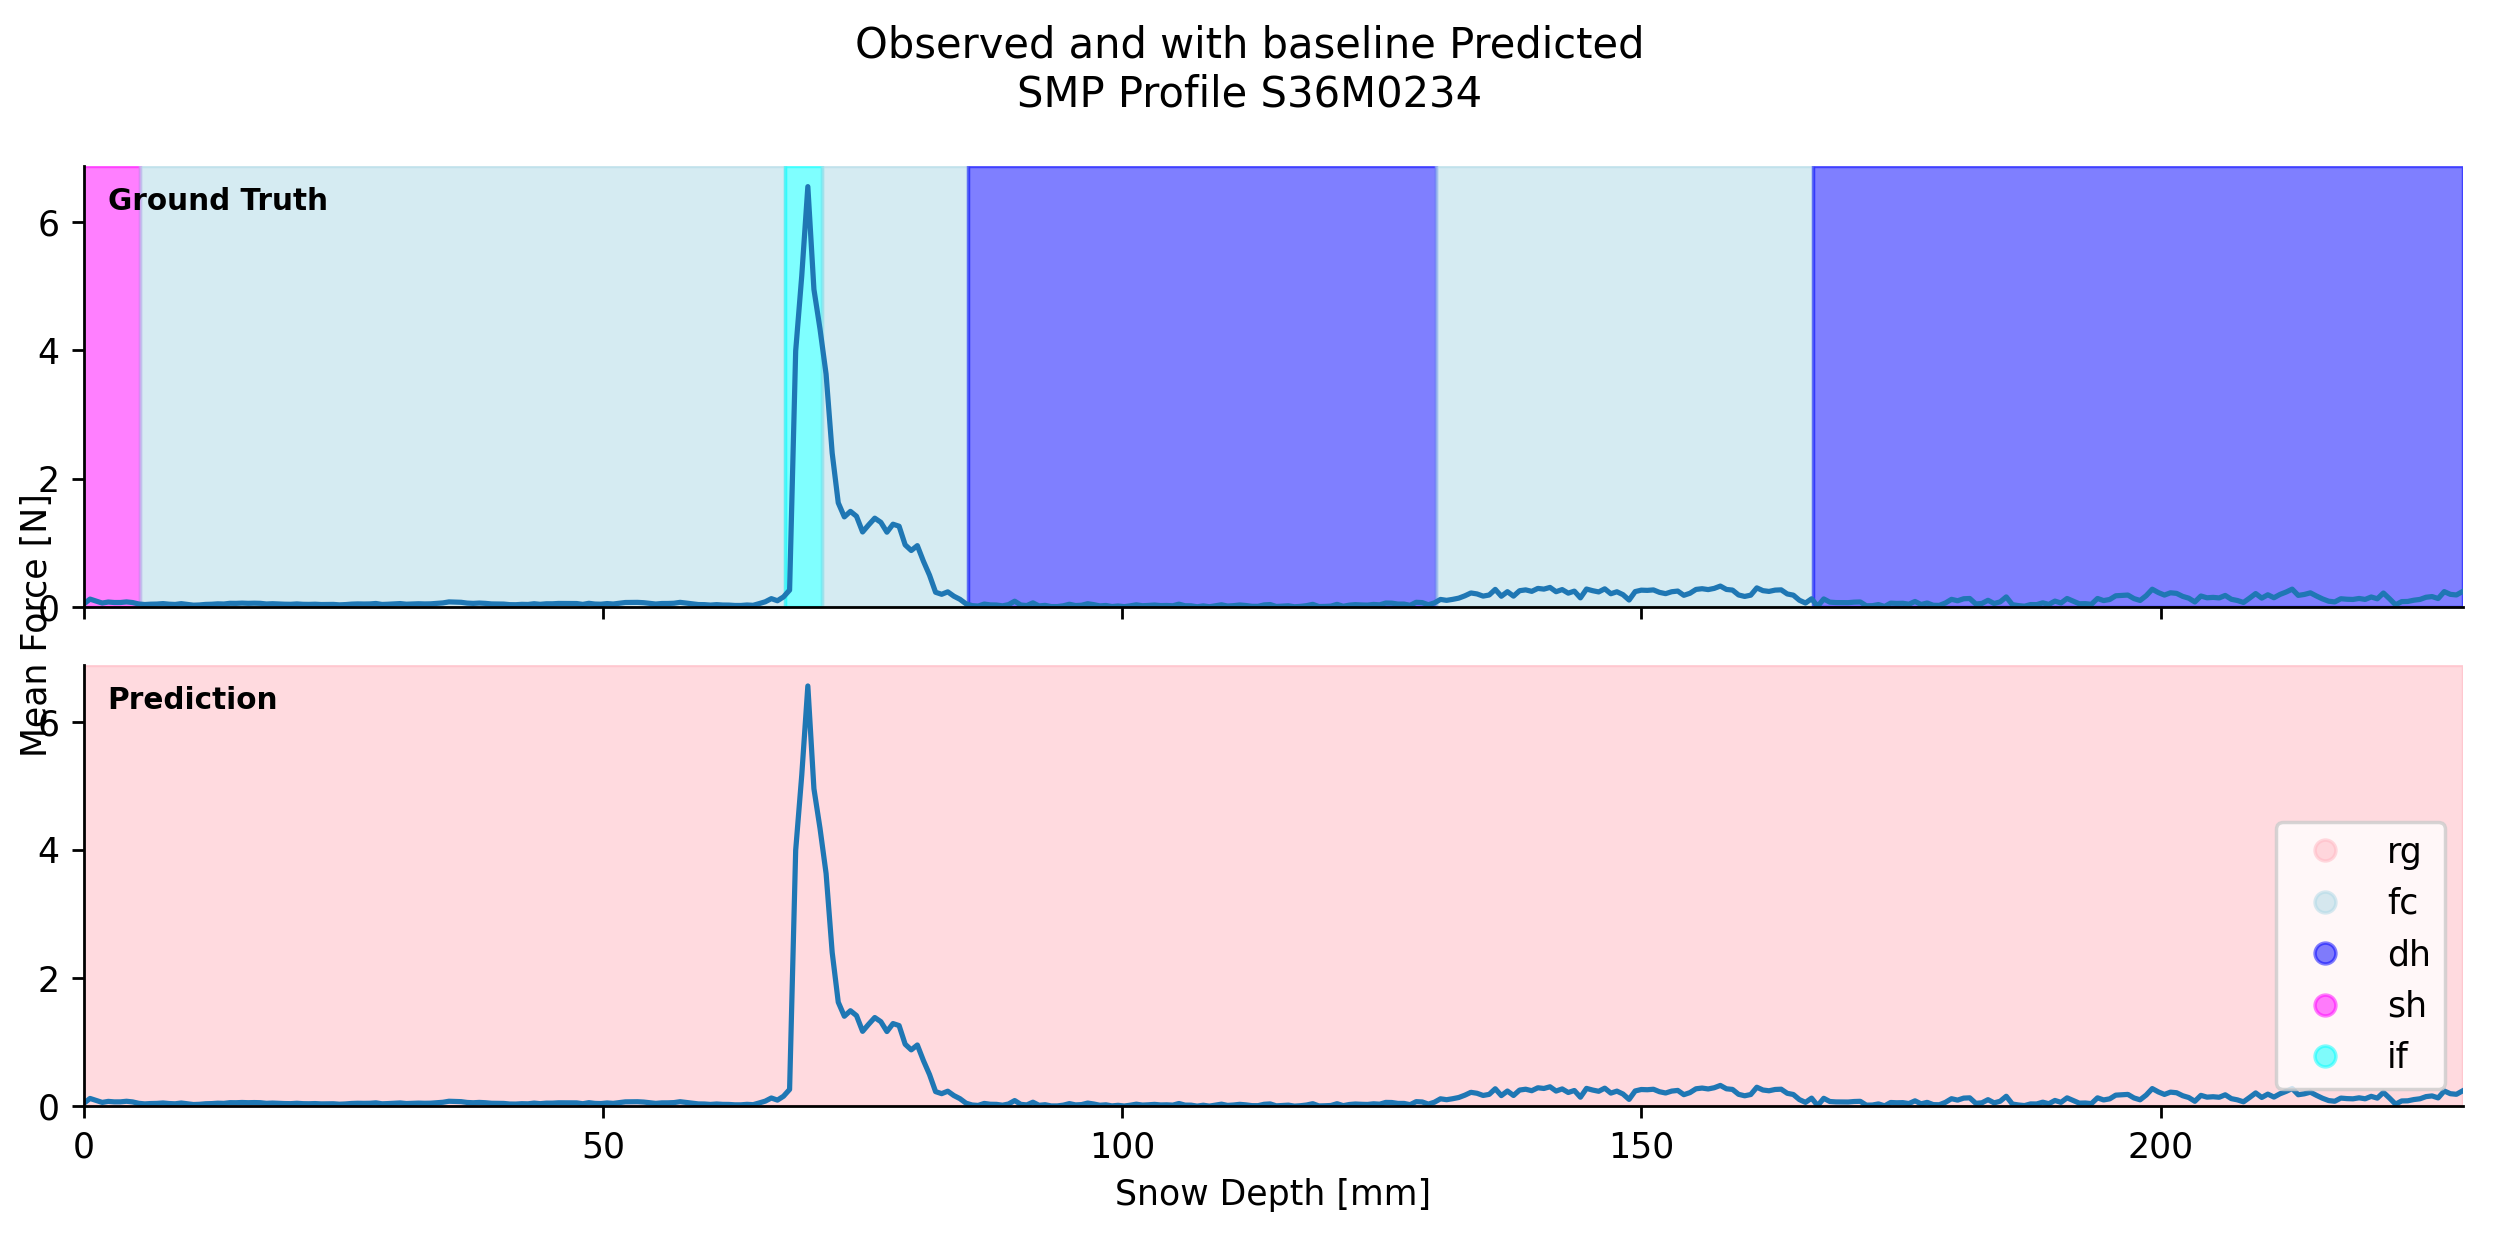 Observed and with baseline Predicted
SMP Profile S36M0234
Ground Truth
6
4
2
0
Mean Force [N]
Prediction
6
4
2
0
rg
fc
dh
sh
if
0 50 100 150 200
Snow Depth [mm]